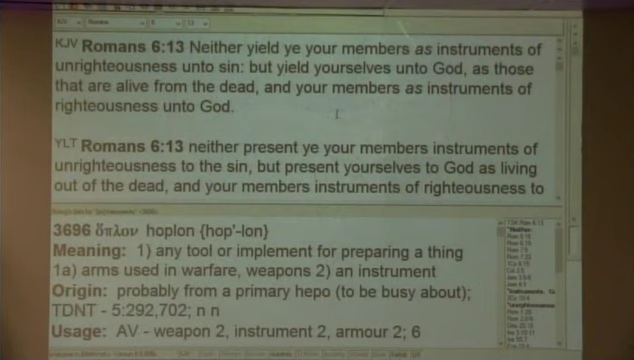 KJV Romans 6:13 Neither yield ye your members as instruments of
unrighteousness unto sin: but yield yourselves unto God, as those
that are alive from the dead, and your members as instruments of
righteousness unto God.
YLT Romans 6:13 neither present ye your members instruments of
unrighteousness to the sin, but present yourselves to God as living
out of the dead, and your members instruments of righteousness to
3696 ὅπλον hoplon {hop'-lon}
Meaning: 1) any tool or implement for preparing a thing
1a) arms used in warfare, weapons 2) an instrument
Origin: probably from a primary hepo (to be busy about);
TDNT - 5:292,702; n n
Usage: AV - weapon 2, instrument 2, armour 2; 6